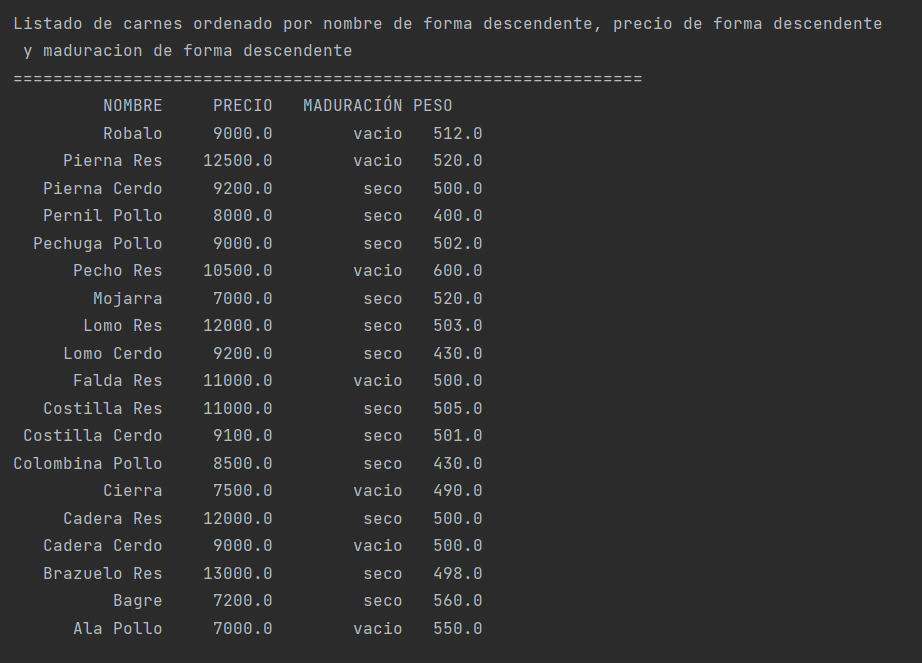 Listado de carnes ordenado por nombre de forma descendente, precio de forma descendente
y maduracion de forma descendente
===============================================================
NOMBRE PRECIO MADURACIÓN PESO
Robalo 9000.0 vacio 512.0
Pierna Res 12500.0 vacio 520.0
Pierna Cerdo 9200.0 seco 500.0
Pernil Pollo 8000.0 seco 400.0
Pechuga Pollo 9000.0 seco 502.0
Pecho Res 10500.0 vacio 600.0
Mojarra 7000.0 seco 520.0
Lomo Res 12000.0 seco 503.0
Lomo Cerdo 9200.0 seco 430.0
Falda Res 11000.0 vacio 500.0
Costilla Res 11000.0 seco 505.0
Costilla Cerdo 9100.0 seco 501.0
Colombina Pollo 8500.0 seco 430.0
Cierra 7500.0 vacio 490.0
Cadera Res 12000.0 seco 500.0
Cadera Cerdo 9000.0 vacio 500.0
Brazuelo Res 13000.0 seco 498.0
Bagre 7200.0 seco 560.0
Ala Pollo 7000.0 vacio 550.0